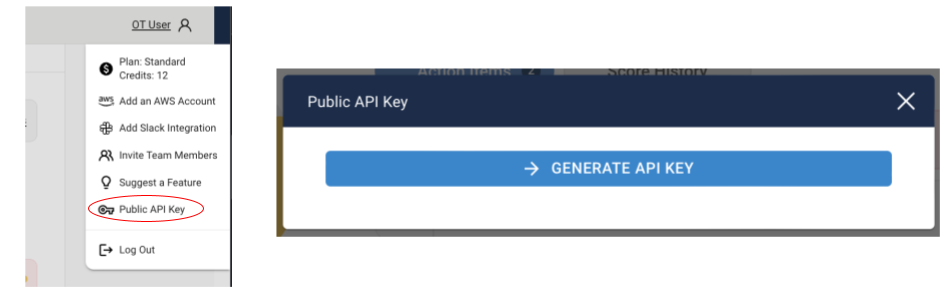 OT User
Plan: Standard
Credits: 12
aws Add an AWS Account
Add Slack Integration
Invite Team Members
Suggest a Feature
Public API Key
Log Out
Action Items 2 Score History
Public API Key
GENERATE API KEY